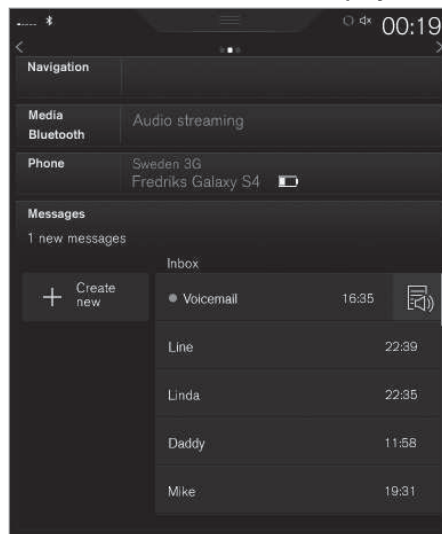 00:19
Navigation
Media
Bluetooth
Audio streaming
Phone
Sweden 3G
Fredriks Galaxy S4
Messages
1 new messages
Inbox
Create
new
Voicemail 16:35
Line 22:39
Linda 22:35
Daddy 11:58
Mike 19:31